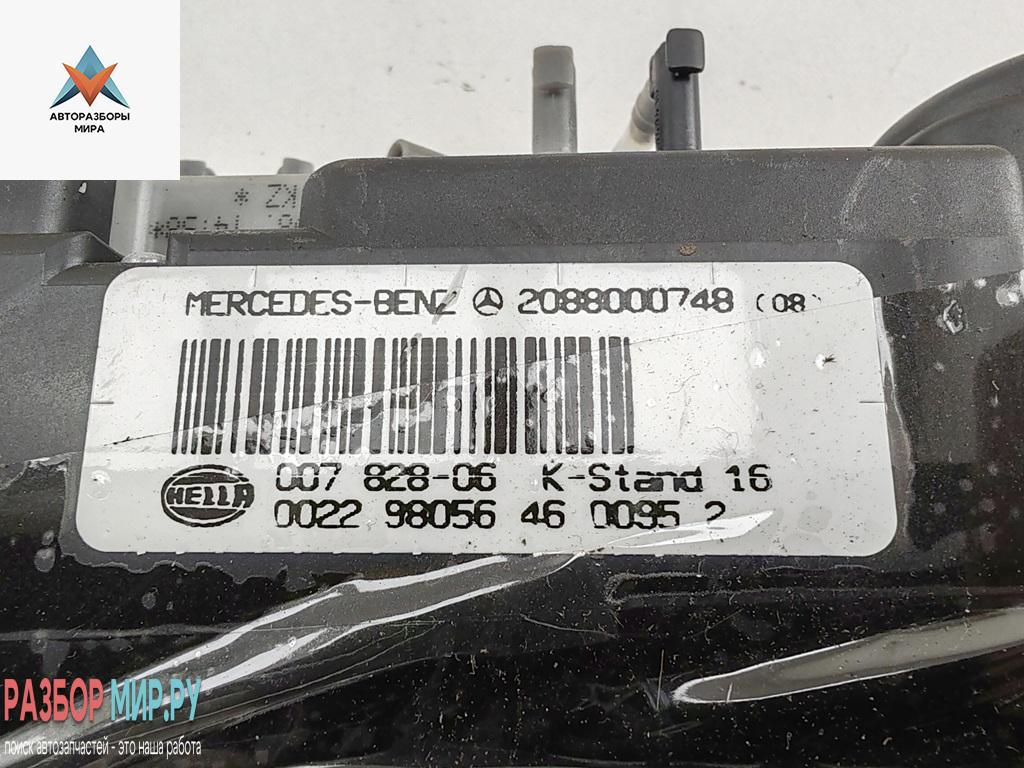 АВТОРАЗБОРЫ
МИРА
KZ *
MERCEDES-BENZ 2088000748 (08)
HELLA
007 828-06 K-Stand 16
0022 98056 46 0095 2
РАЗБОР МИР.РУ
поиск автозапчастей - это наша работа